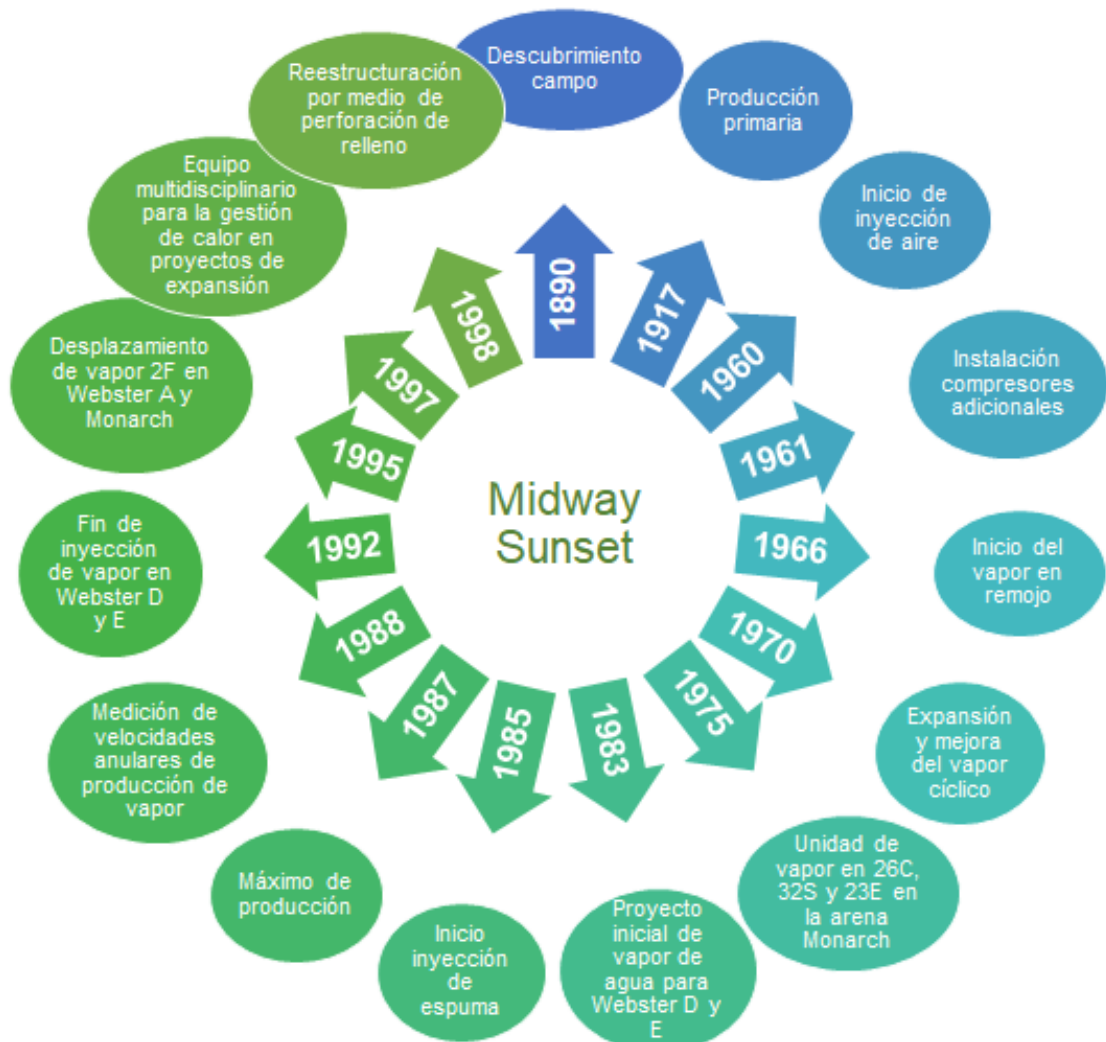 Midway
Sunset
1890
Descubrimiento
campo
1917
Producción
primaria
1960
Inicio de
inyección
de aire
1961
Instalación
compresores
adicionales
1966
Inicio del
vapor en
remojo
1970
Expansión
y mejora
del vapor
cíclico
1975
Unidad de
vapor en 26C,
32S y 23E en
la arena
Monarch
1983
Proyecto
inicial de
vapor de
agua para
Webster D y
E
1985
Inicio
inyección
de
espuma
1987
Máximo de
producción
1988
Medición de
velocidades
anulares de
producción de
vapor
1992
Fin de
inyección
de vapor en
Webster D
y E
1995
Desplazamiento
de vapor 2F en
Webster A y
Monarch
1997
Equipo
multidisciplinario
para la gestión
de calor en
proyectos de
expansión
1998
Reestructuración
por medio de
perforación de
relleno